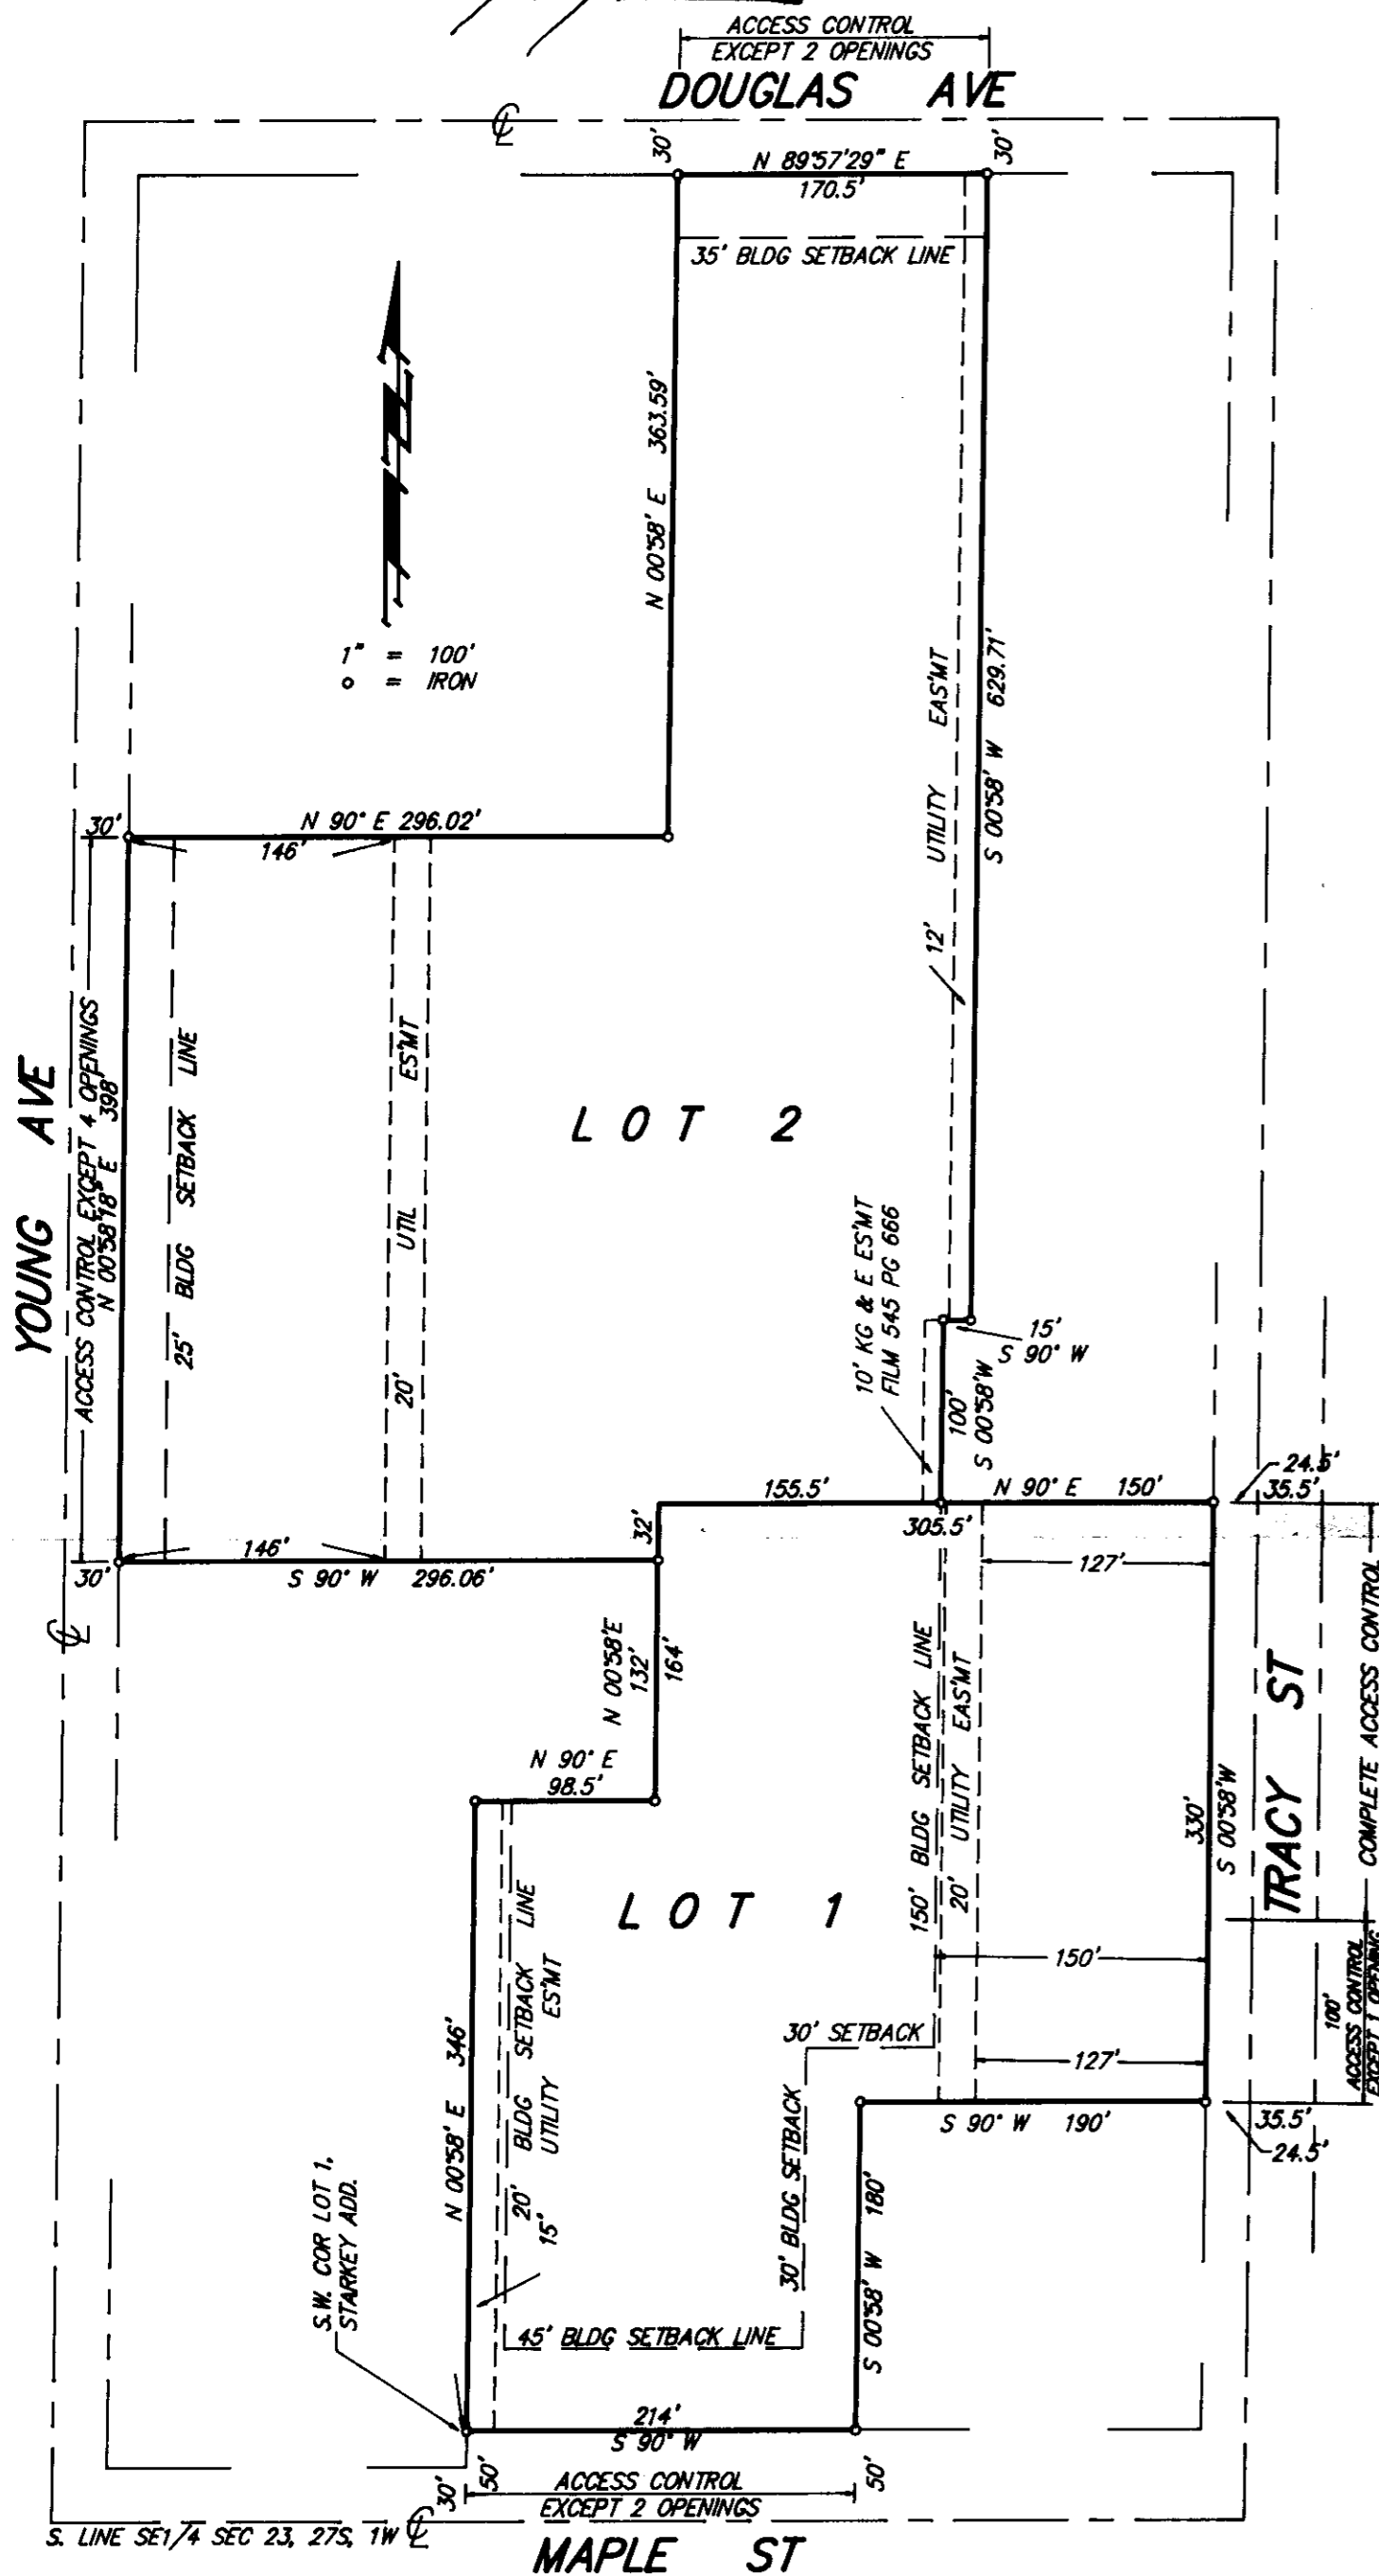 ACCESS CONTROL
EXCEPT 2 OPENINGS
DOUGLAS AVE
30'
N 89°57'29" E
170.5'
30'
35' BLDG SETBACK LINE
N 00°58' E 363.59'
1" = 100'
o = IRON
12' UTILITY EAS'MT
S 00°58' W 629.71'
30'
N 90° E 296.02'
146'
YOUNG AVE
ACCESS CONTROL EXCEPT 4 OPENINGS
N 00°58'18" E 398'
25' BLDG SETBACK LINE
20' UTIL ES'MT
LOT 2
10' KG & E ES'MT
FILM 545 PG 666
15'
S 90° W
100'
S 00°58'W
155.5'
N 90° E 150'
305.5'
24.5'
35.5'
32'
127'
30'
146'
S 90° W 296.06'
N 00°58'E
132'
164'
N 90° E
98.5'
150' BLDG SETBACK LINE
20' UTILITY EAS'MT
330'
S 00°58'W
TRACY ST
COMPLETE ACCESS CONTROL
LOT 1
150'
100'
ACCESS CONTROL
EXCEPT 1 OPENING
30' SETBACK
127'
N 00°58' E 346'
20' BLDG SETBACK LINE
15' UTILITY ES'MT
30' BLDG SETBACK
S 90° W 190'
35.5'
24.5'
S 00°58' W 180'
S.W. COR LOT 1,
STARKEY ADD.
45' BLDG SETBACK LINE
214'
S 90° W
30'
50'
50'
ACCESS CONTROL
EXCEPT 2 OPENINGS
S. LINE SE1/4 SEC 23, 27S, 1W
MAPLE ST